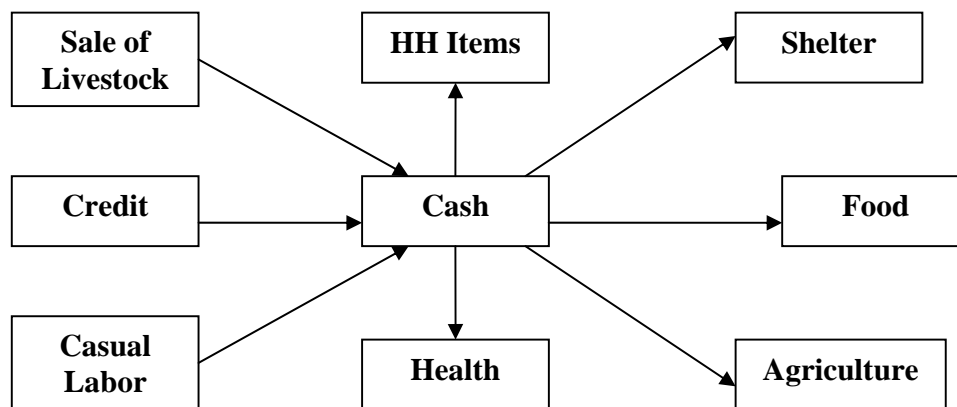 Sale of
Livestock
HH Items
Shelter
Credit
Cash
Food
Casual
Labor
Health
Agriculture